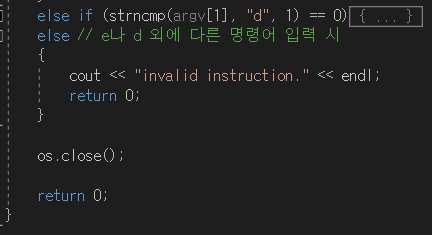 else if (strncmp(argv[1], "d", 1) == 0){ ... }
else // e나 d 외에 다른 명령어 입력 시
{
cout << "invalid instruction." << endl;
return 0;
}
os.close();
return 0;
}